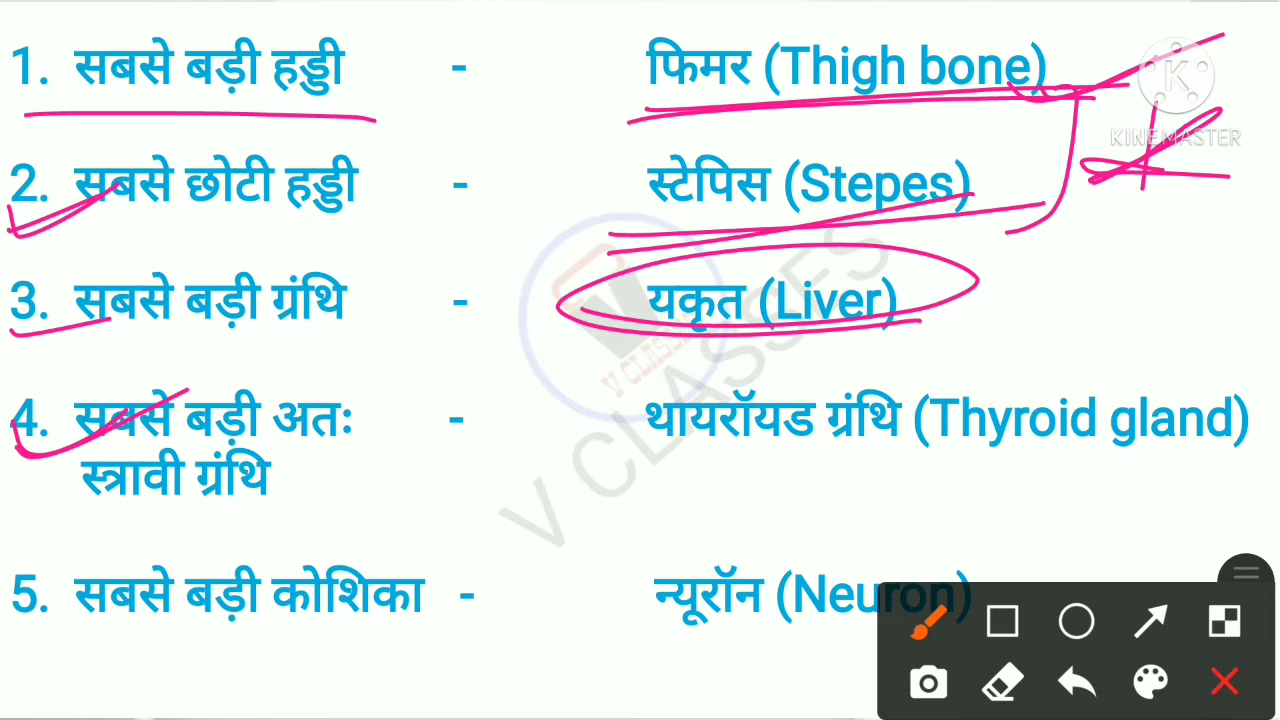 1. सबसे बड़ी हड्डी - फिमर (Thigh bone)
KINEMASTER
2. सबसे छोटी हड्डी - स्टेपिस (Stepes)
3. सबसे बड़ी ग्रंथि - यकृत (Liver)
V CLASSES
V CLASSES
4. सबसे बड़ी अतः - थायरॉयड ग्रंथि (Thyroid gland)
स्त्रावी ग्रंथि
5. सबसे बड़ी कोशिका - न्यूरॉन (Neuron)